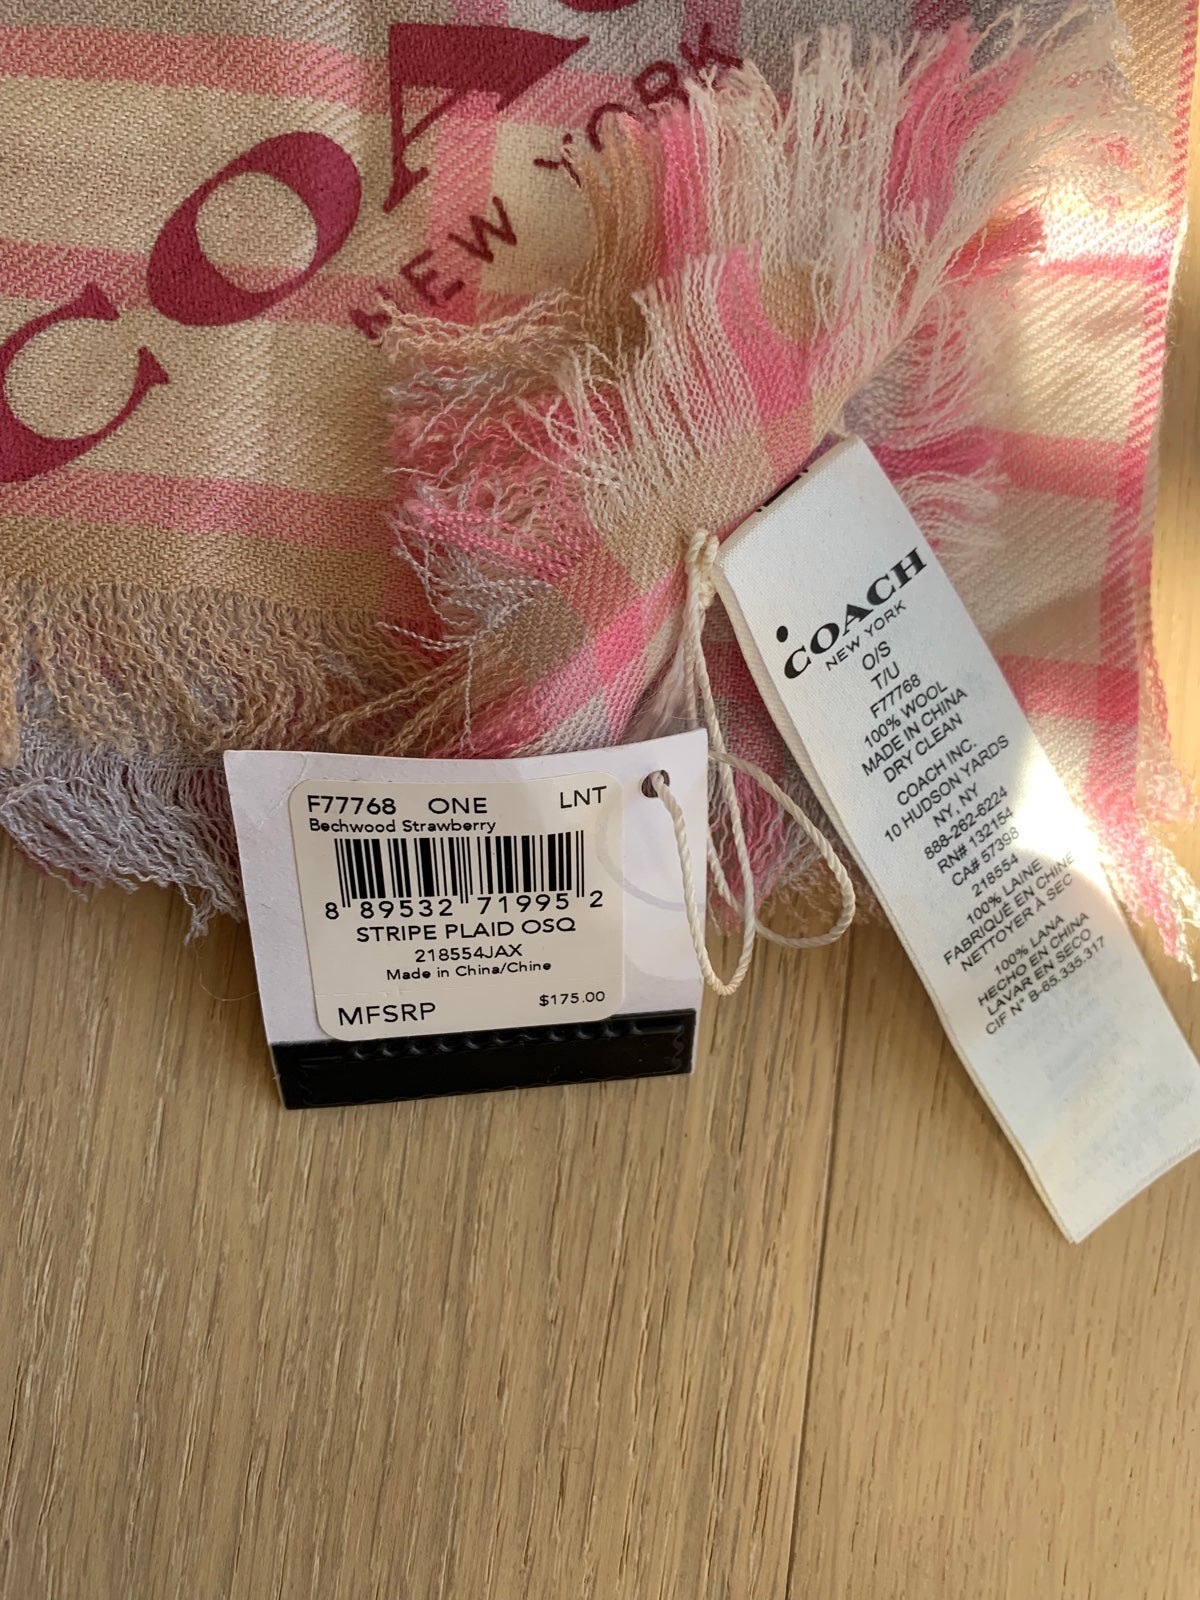 COA
NEW YORK
F77768 ONE LNT
Bechwood Strawberry
8 89532 71995 2
STRIPE PLAID OSQ
218554JAX
Made in China/Chine
MFSRP $175.00
COACH
NEW YORK
O/S
T/U
F77768
100% WOOL
MADE IN CHINA
DRY CLEAN
COACH INC.
10 HUDSON YARDS
NY, NY
888-262-6224
RN# 132154
CA# 57398
218554
100% LAINE
FABRIQUÉ EN CHINE
NETTOYER À SEC
100% LANA
HECHO EN CHINA
LAVAR EN SECO
CIF N° B-65.335.317